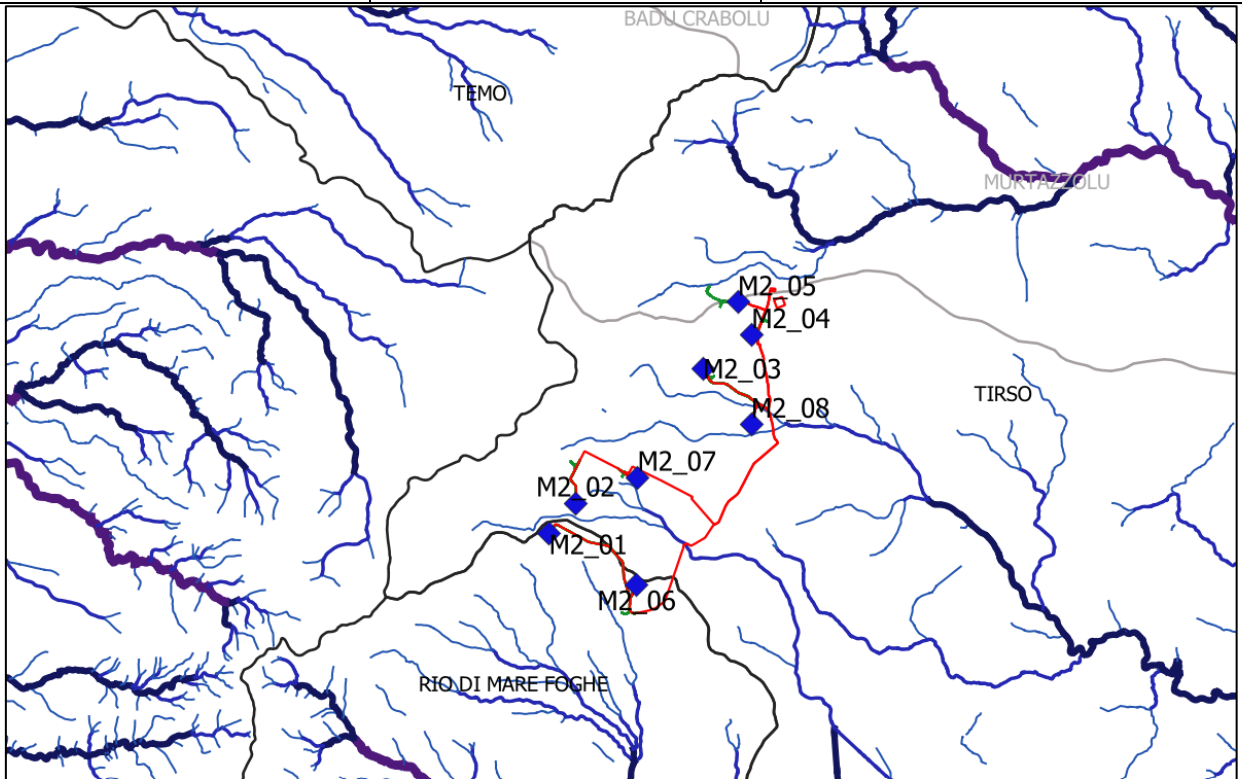 BADU CRABOLU
TEMO
MURTAZZOLU
M2_05
M2_04
M2_03
TIRSO
M2_08
M2_07
M2_02
M2_01
M2_06
RIO DI MARE FOGHE